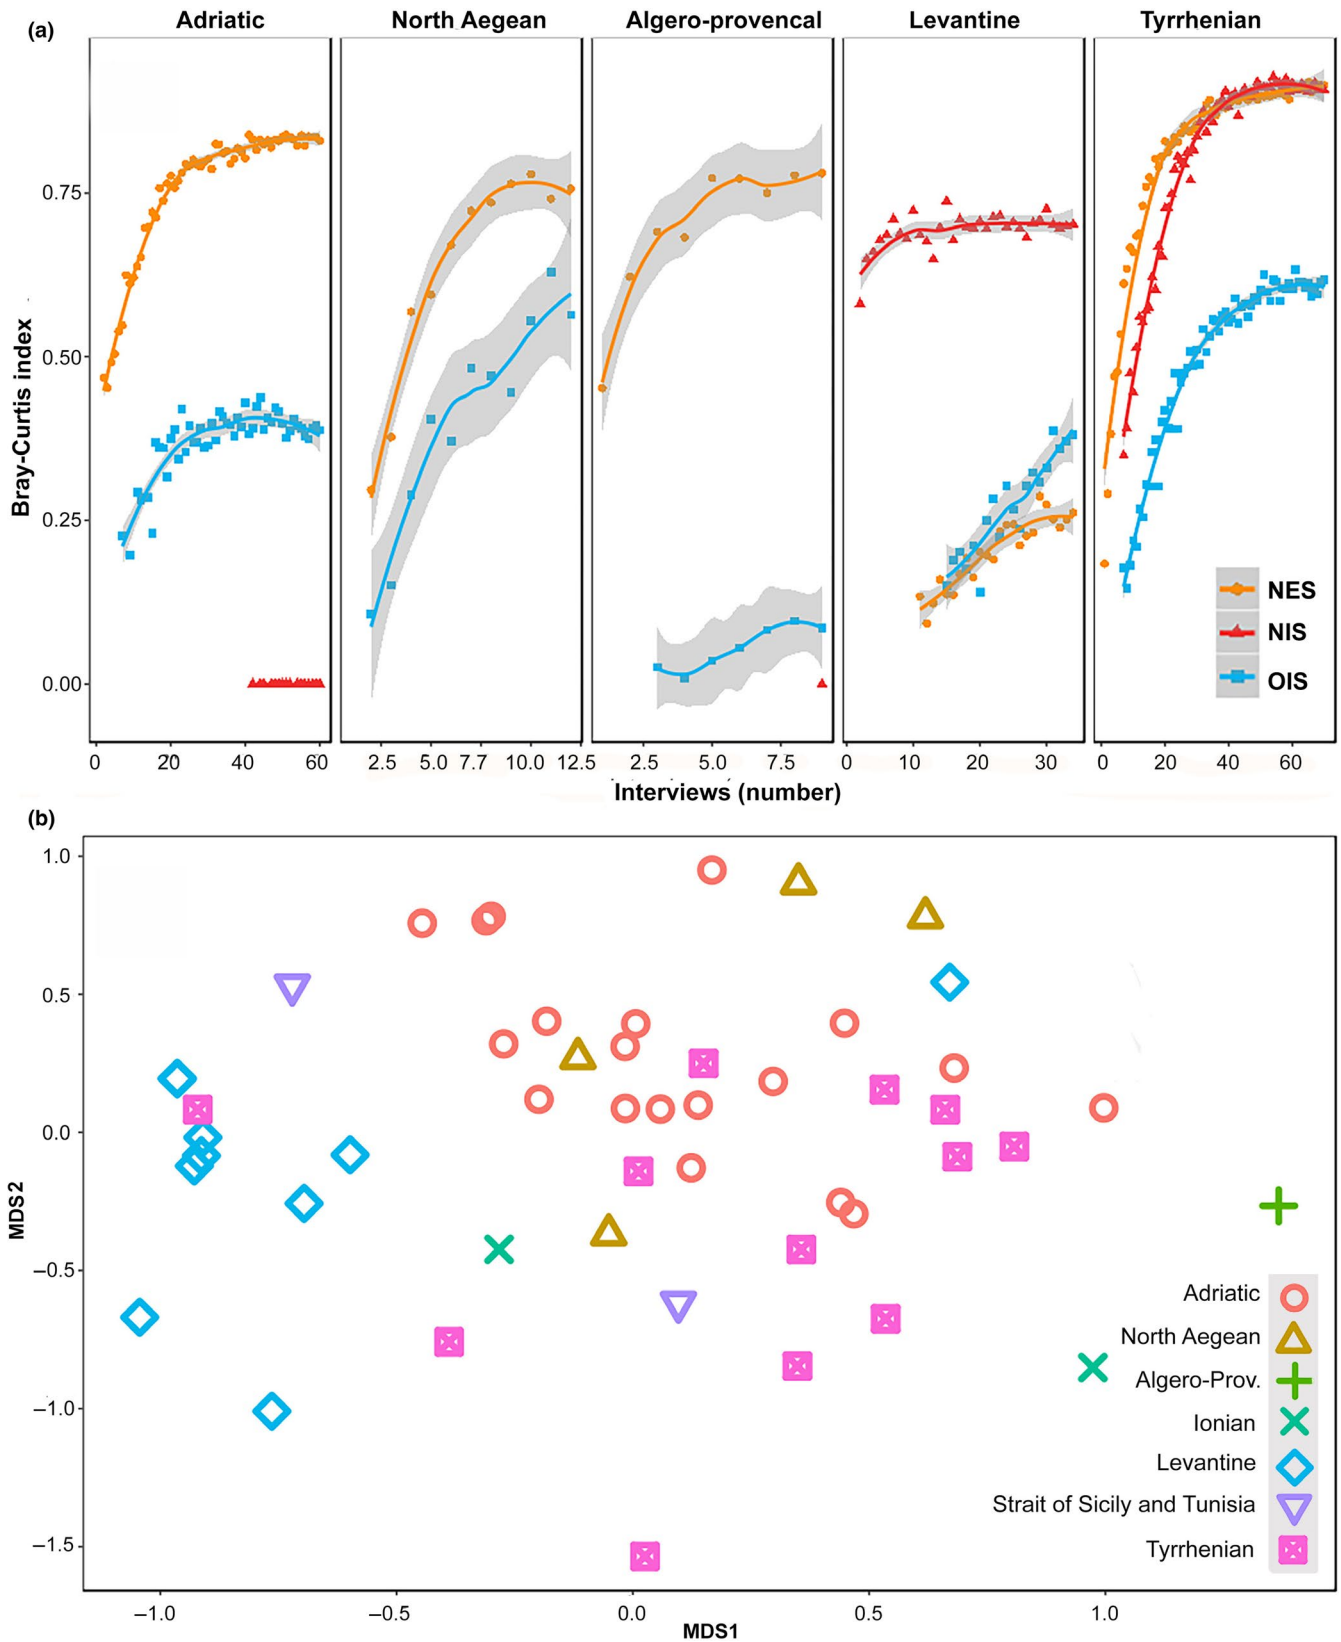 (a)
Adriatic North Aegean Algero-provencal Levantine Tyrrhenian
Bray-Curtis index
0.75
0.50
0.25
0.00
NES
NIS
OIS
0 20 40 60 2.5 5.0 7.7 10.0 12.5 2.5 5.0 7.5 0 10 20 30 0 20 40 60
Interviews (number)
(b)
MDS2
1.0
0.5
0.0
–0.5
–1.0
–1.5
Adriatic
North Aegean
Algero-Prov.
Ionian
Levantine
Strait of Sicily and Tunisia
Tyrrhenian
–1.0 –0.5 0.0 0.5 1.0
MDS1